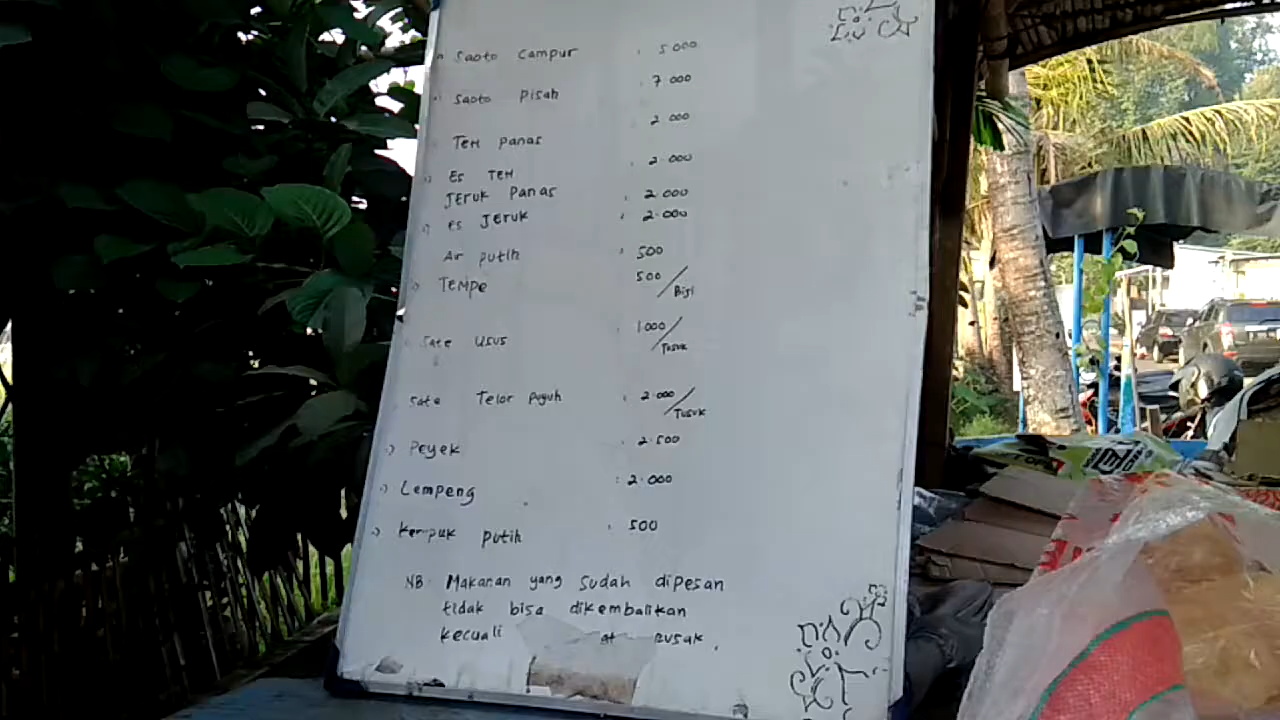 Saoto Campur : 5 000
Saoto Pisah : 7 000
Teh panas : 2 000
Es Teh : 2.000
Jeruk Panas : 2.000
Es Jeruk : 2.000
Air putih : 500
Tempe 500/Biji
Sate Usus : 1.000/Tusuk
Sate Telor puyuh : 2.000/Tusuk
Peyek : 2.500
Lempeng : 2.000
Kerupuk putih : 500
NB: Makanan yang sudah dipesan
tidak bisa dikembalikan
kecuali rusak.